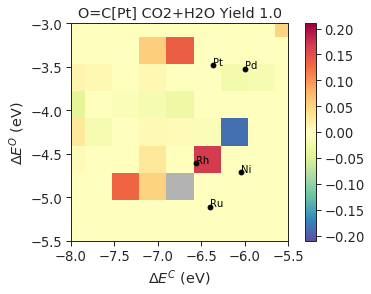 O=C[Pt] CO2+H2O Yield 1.0
−3.0
−3.5
−4.0
−4.5
−5.0
−5.5
ΔE^O (eV)
Pt
Pd
Rh
Ni
Ru
−8.0 −7.5 −7.0 −6.5 −6.0 −5.5
ΔE^C (eV)
0.20
0.15
0.10
0.05
0.00
−0.05
−0.10
−0.15
−0.20